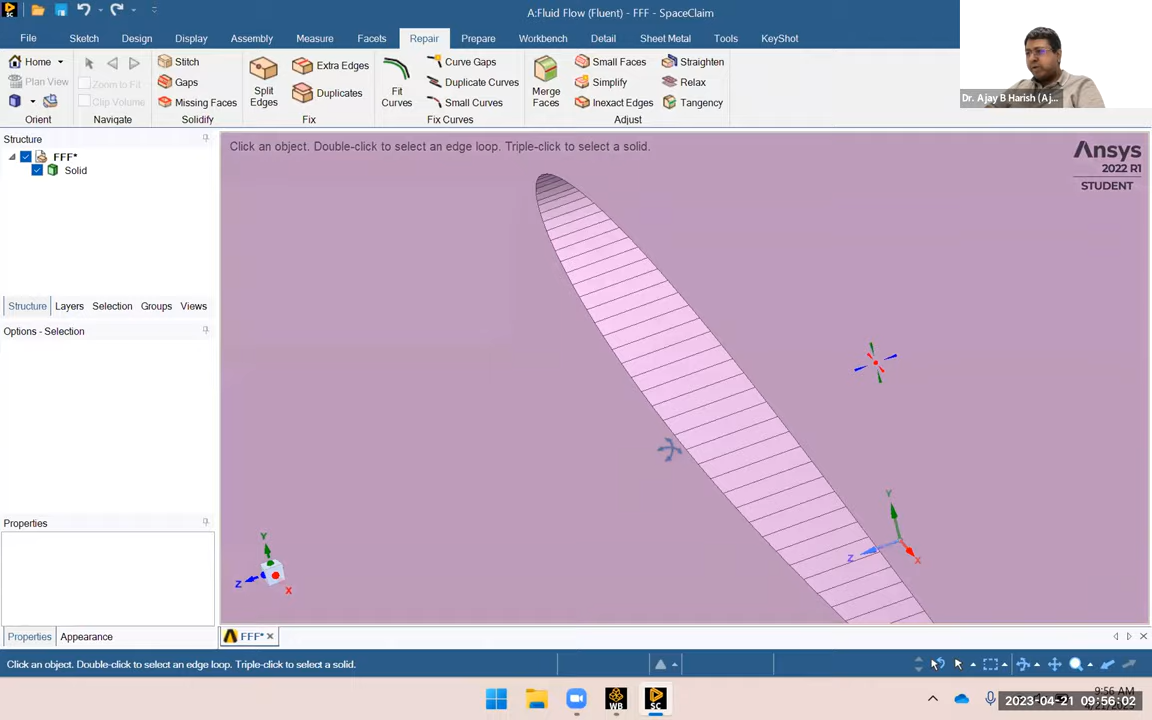 A:Fluid Flow (Fluent) - FFF - SpaceClaim
File Sketch Design Display Assembly Measure Facets Repair Prepare Workbench Detail Sheet Metal Tools KeyShot
Home
Plan View
Zoom to Fit
Clip Volume
Orient
Navigate
Stitch
Gaps
Missing Faces
Solidify
Split Edges
Extra Edges
Duplicates
Fix
Fit Curves
Curve Gaps
Duplicate Curves
Small Curves
Fix Curves
Merge Faces
Small Faces
Simplify
Inexact Edges
Straighten
Relax
Tangency
Adjust
Dr. Ajay B Harish (Aj...
Structure
FFF*
Solid
Click an object. Double-click to select an edge loop. Triple-click to select a solid.
Ansys
2022 R1
STUDENT
Structure Layers Selection Groups Views
Options - Selection
Properties
Y
Z
X
Y
Z
X
Properties Appearance
FFF*
Click an object. Double-click to select an edge loop. Triple-click to select a solid.
SC
WB
SC
9:56 AM
2023-04-21 09:56:02